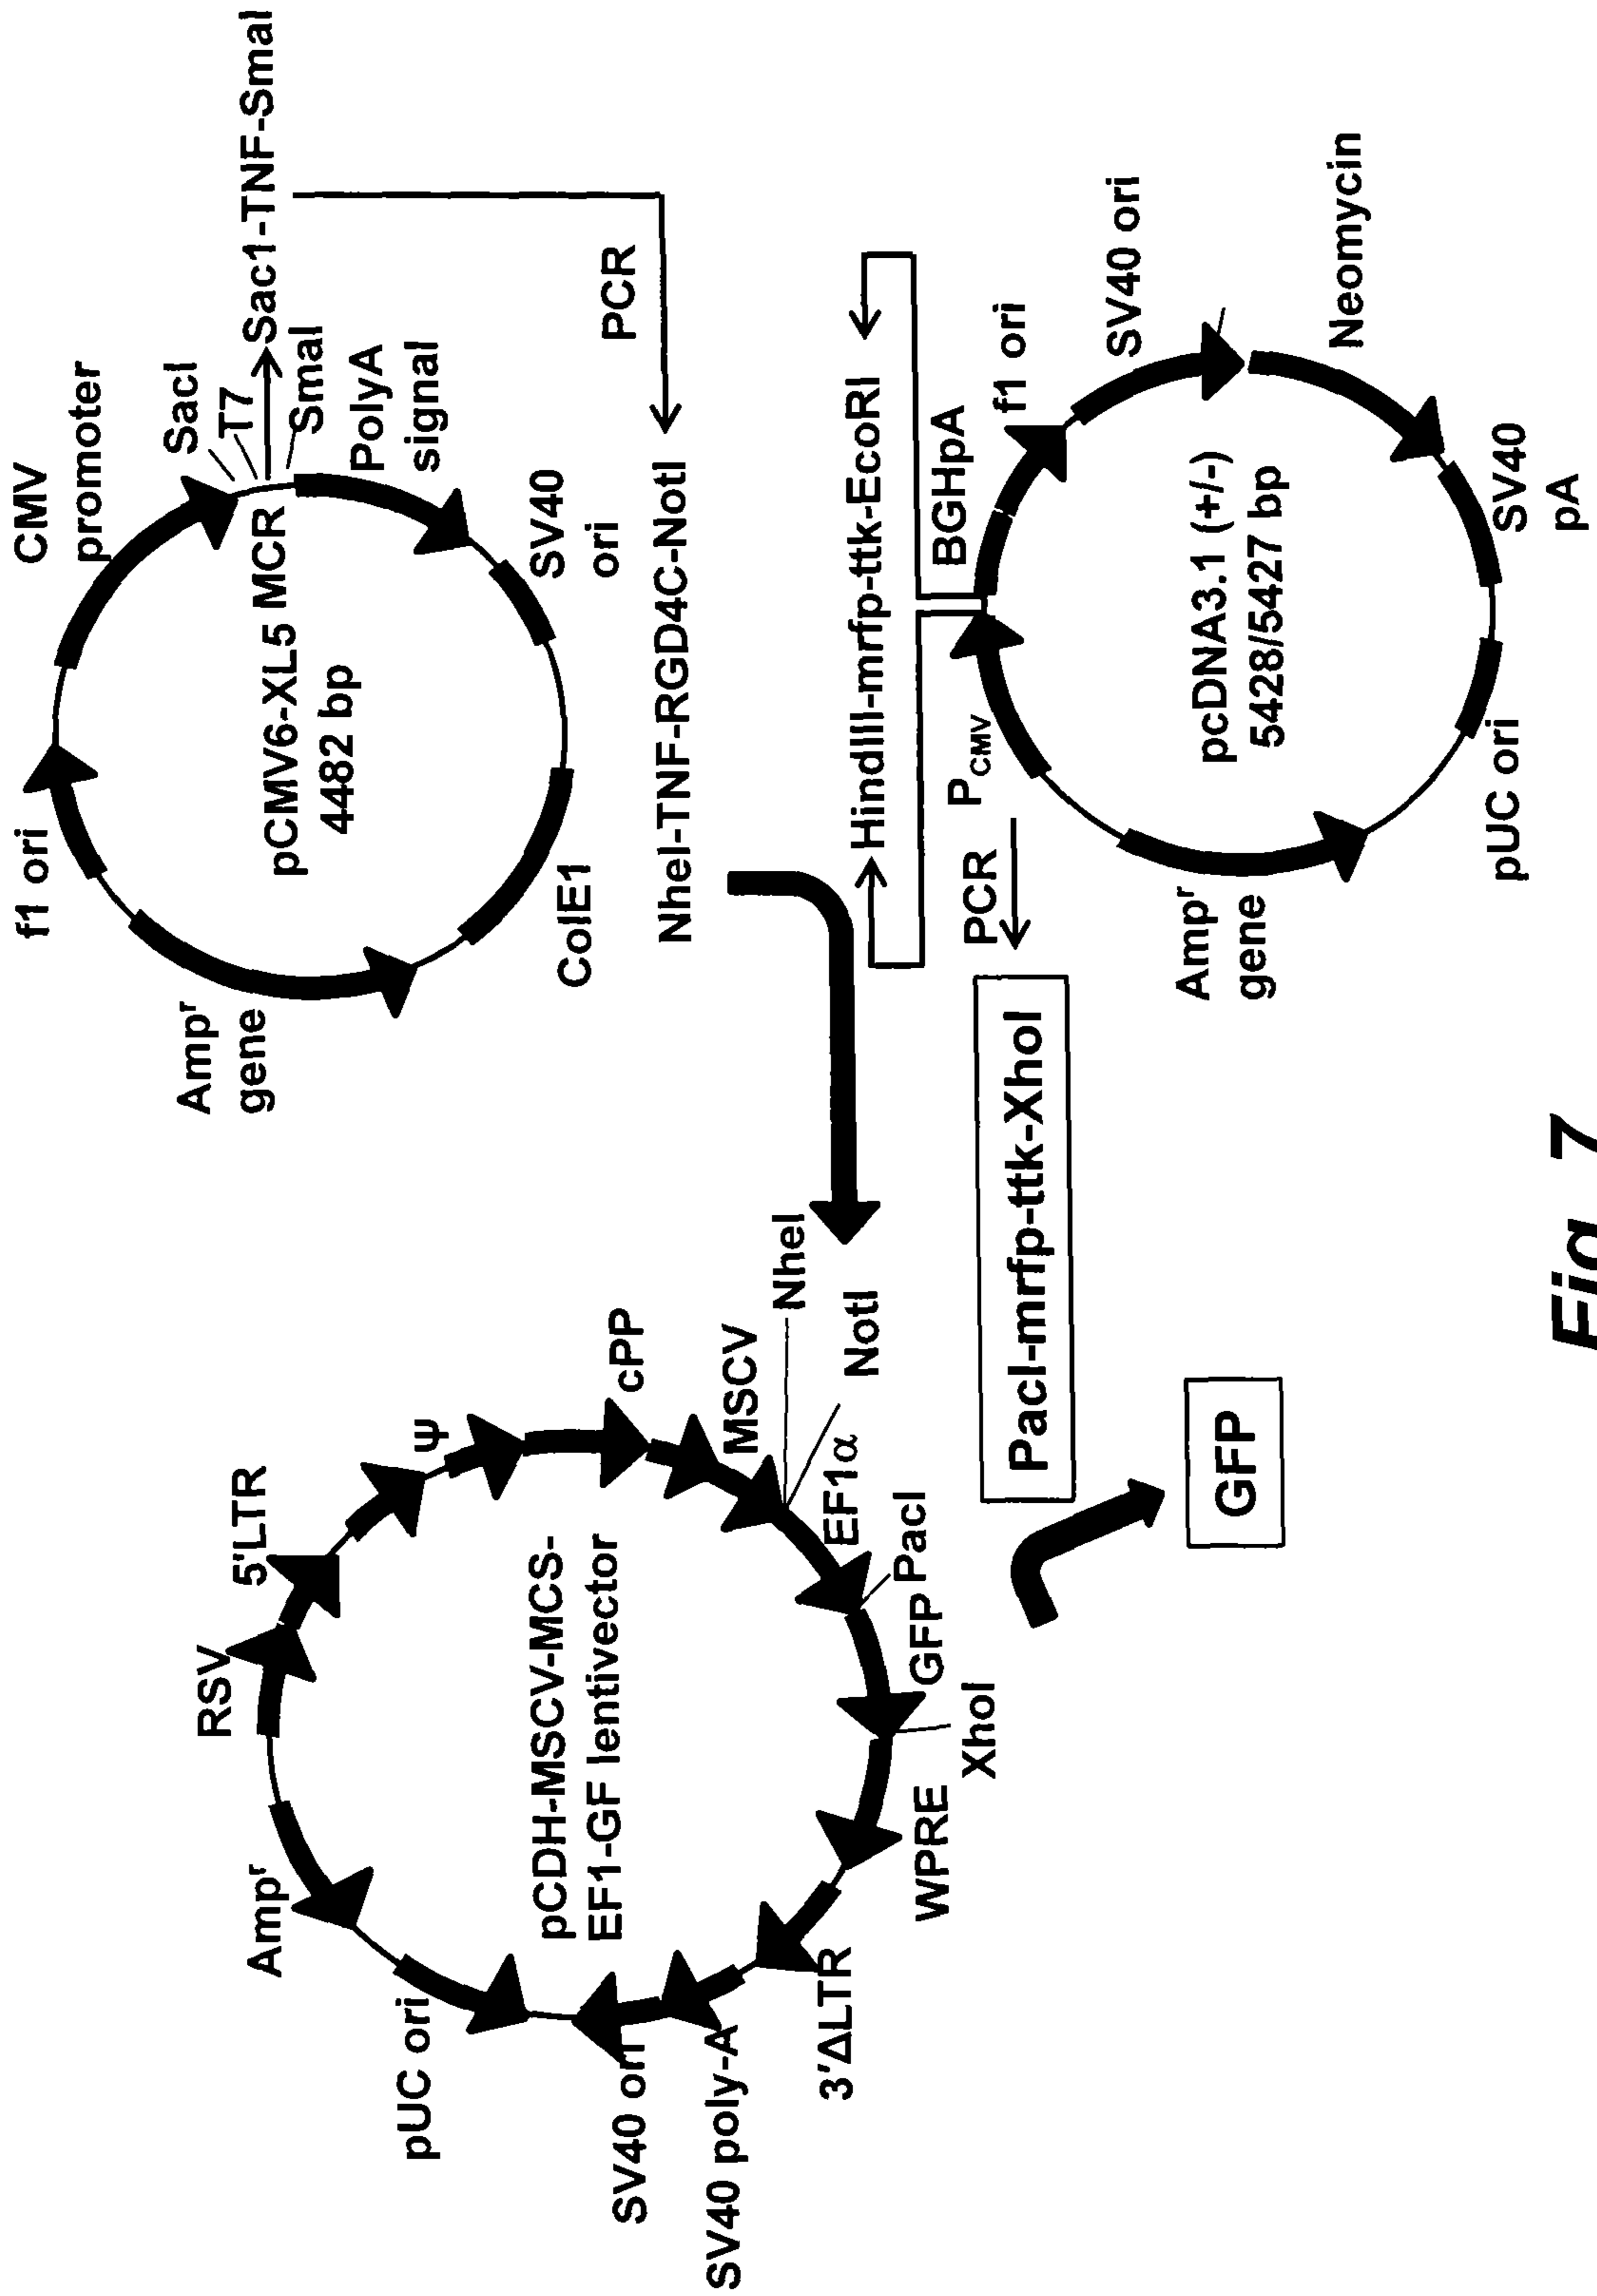 CMV
promoter
f1 ori
SacI
T7
Sac1-TNF-SmaI
SmaI
PolyA
signal
pCMV6-XL5 MCR
4482 bp
Ampʳ
gene
SV40
ori
ColE1
PCR
NheI-TNF-RGD4C-NotI
RSV
5'LTR
Ψ
cPP
MSCV
NheI
NotI
EF1α
PacI
GFP
XhoI
WPRE
3'ΔLTR
SV40 poly-A
SV40 ori
pUC ori
Ampʳ
pCDH-MSCV-MCS-
EF1-GF lentivector
HindIII-mrfp-ttk-EcoRI
PCR
P CMV
BGHpA
f1 ori
SV40 ori
Neomycin
SV40
pA
pUC ori
Ampʳ
gene
pcDNA3.1 (+/-)
5428/5427 bp
PacI-mrfp-ttk-XhoI
GFP
Fig. 7